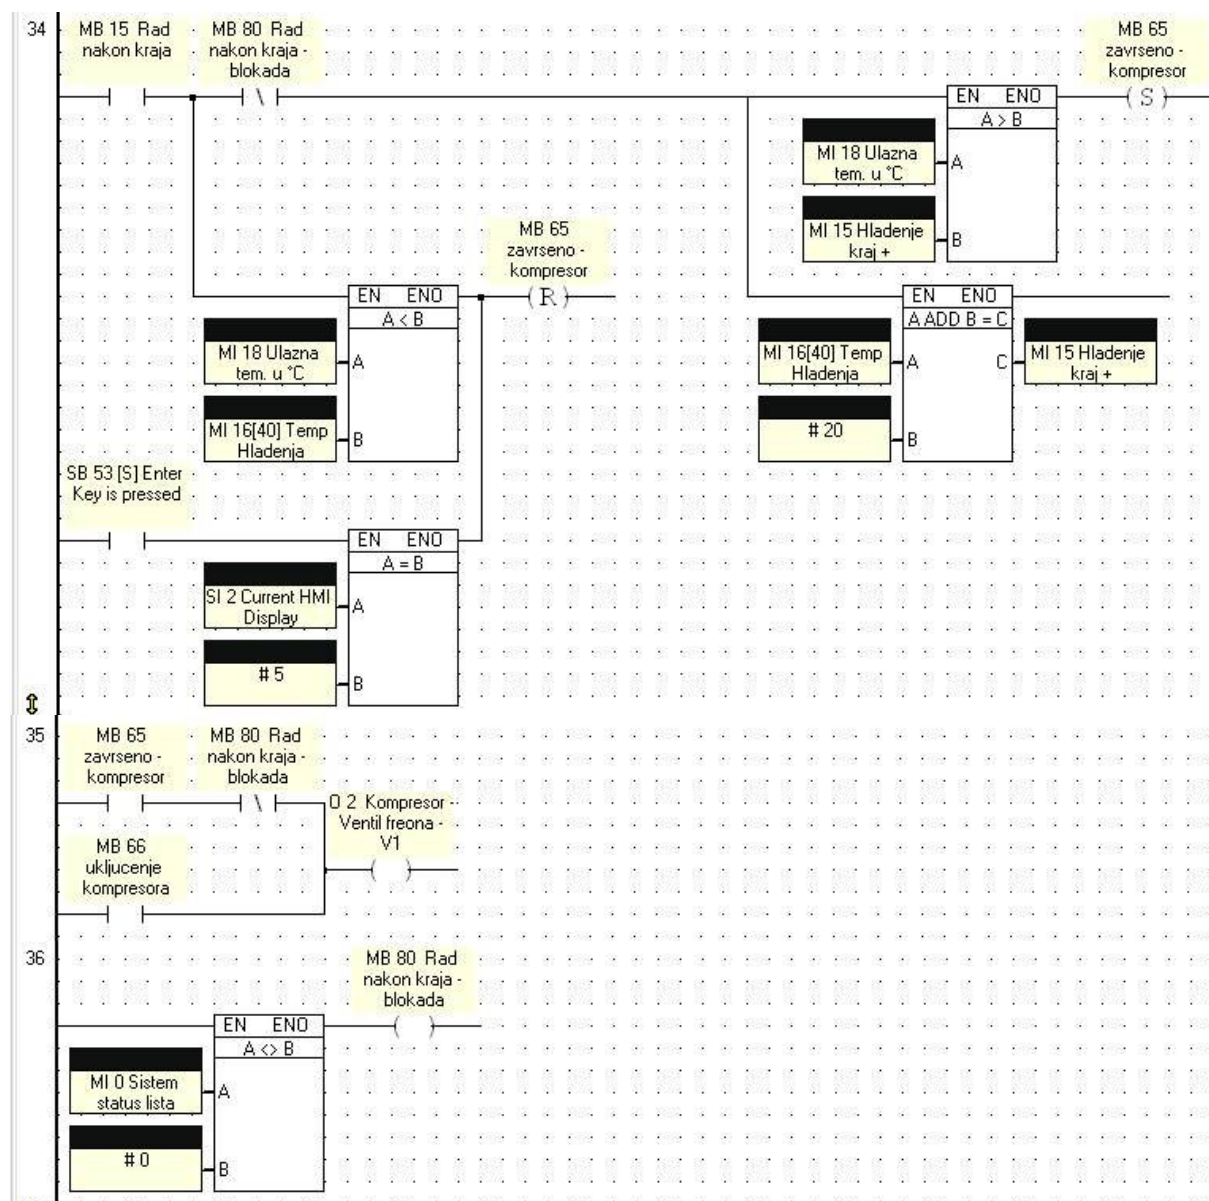 34
MB 15 Rad
nakon kraja
MB 80 Rad
nakon kraja -
blokada
MB 65
zavrseno -
kompresor
EN ENO
A > B
( S )
MI 18 Ulazna
tem. u °C
A
MI 15 Hladenje
kraj +
B
MB 65
zavrseno -
kompresor
EN ENO
A < B
( R )
MI 18 Ulazna
tem. u °C
A
MI 16[40] Temp
Hladenja
B
EN ENO
A ADD B = C
MI 16[40] Temp
Hladenja
A
C
MI 15 Hladenje
kraj +
# 20
B
SB 53 [S] Enter
Key is pressed
EN ENO
A = B
SI 2 Current HMI
Display
A
# 5
B
35
MB 65
zavrseno -
kompresor
MB 80 Rad
nakon kraja -
blokada
O 2 Kompresor -
Ventil freona -
V1
MB 66
ukljucenje
kompresora
36
MB 80 Rad
nakon kraja -
blokada
EN ENO
A <> B
MI 0 Sistem
status lista
A
# 0
B